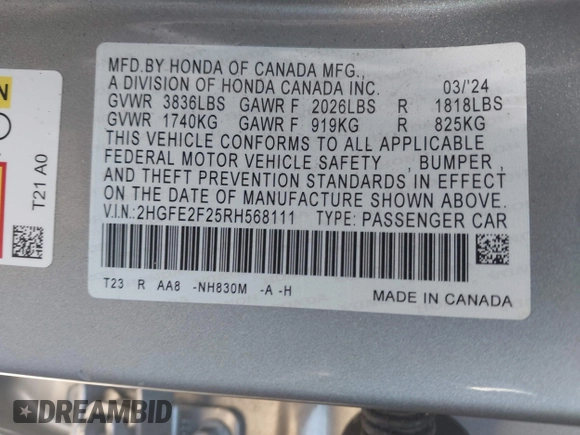 MFD.BY HONDA OF CANADA MFG.,
A DIVISION OF HONDA CANADA INC. 03/'24
GVWR 3836LBS GAWR F 2026LBS R 1818LBS
GVWR 1740KG GAWR F 919KG R 825KG
THIS VEHICLE CONFORMS TO ALL APPLICABLE
FEDERAL MOTOR VEHICLE SAFETY , BUMPER ,
AND THEFT PREVENTION STANDARDS IN EFFECT
ON THE DATE OF MANUFACTURE SHOWN ABOVE.
V.I.N.:2HGFE2F25RH568111 TYPE: PASSENGER CAR
T23 R AA8 -NH830M -A -H
MADE IN CANADA
N
T21 A0
DREAMBID